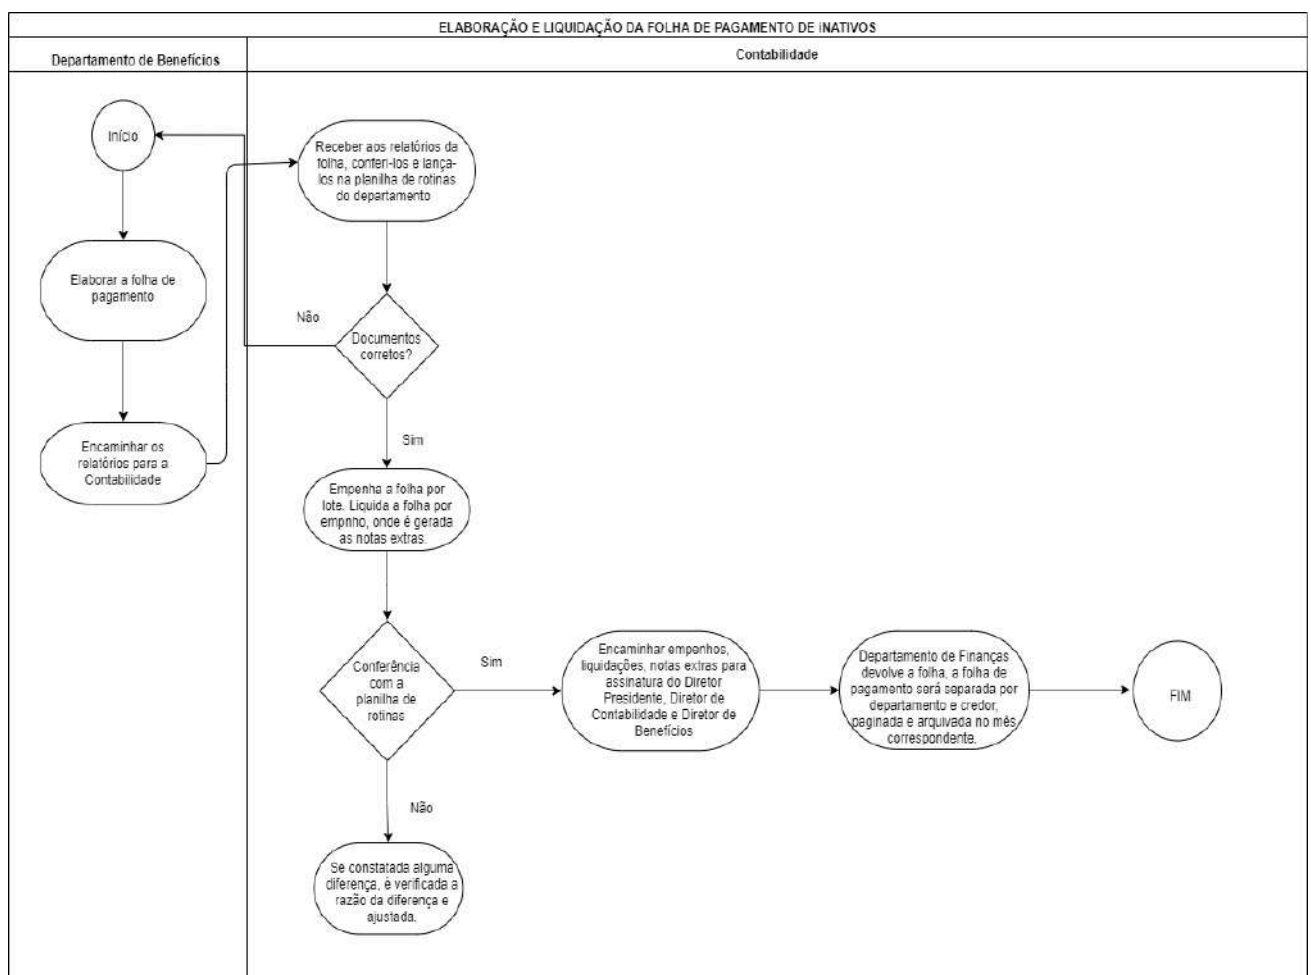 ELABORAÇÃO E LIQUIDAÇÃO DA FOLHA DE PAGAMENTO DE iNATIVOS
Departamento de Benefícios
Contabilidade
Início
Elaborar a folha de
pagamento
Encaminhar os
relatórios para a
Contabilidade
Receber aos relatórios da
folha, conferi-los e lança-
los na planilha de rotinas
do departamento
Não
Documentos
corretos?
Sim
Empenha a folha por
lote. Liquida a folha por
empnho, onde é gerada
as notas extras.
Conferência
com a
planilha de
rotinas
Sim
Encaminhar empenhos,
liquidações, notas extras para
assinatura do Diretor
Presidente, Diretor de
Contabilidade e Diretor de
Benefícios
Departamento de Finanças
devolve a folha, a folha de
pagamento será separada por
departamento e credor,
paginada e arquivada no mês
correspondente.
FIM
Não
Se constatada alguma
diferença, é verificada a
razão da diferença e
ajustada.